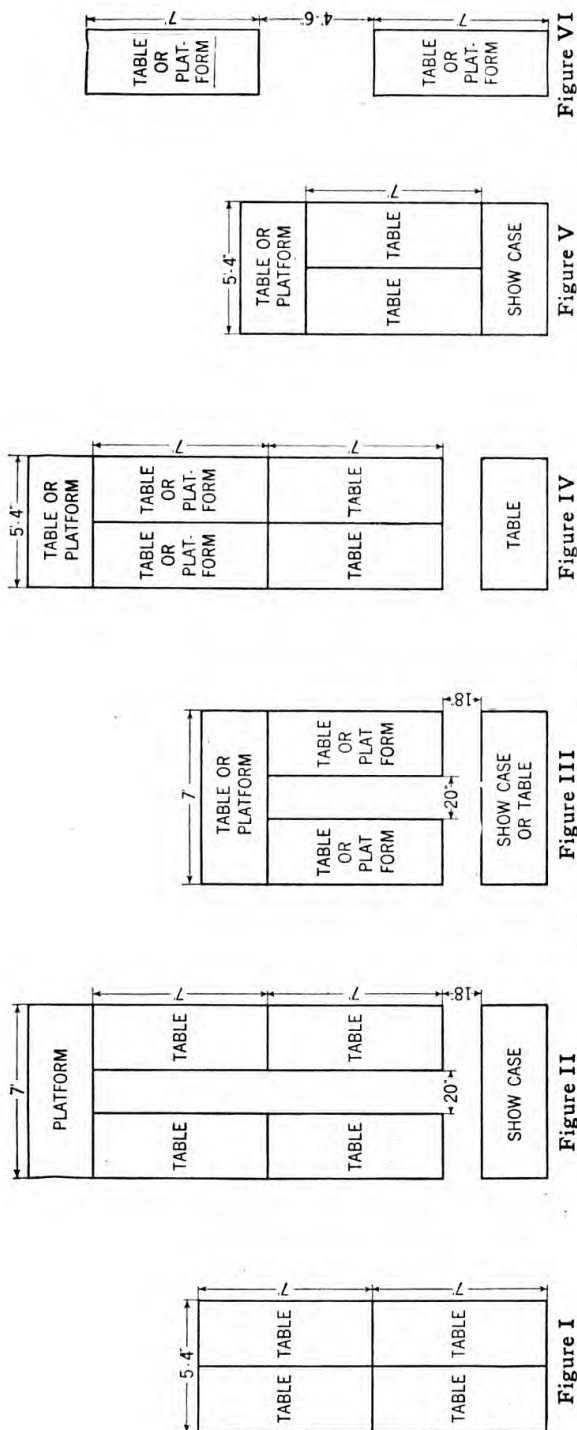 5'-4"
TABLE
TABLE
7'
TABLE
TABLE
7'
Figure I
7'
PLATFORM
TABLE
TABLE
7'
TABLE
TABLE
7'
20"
18"
SHOW CASE
Figure II
7'
TABLE OR
PLATFORM
TABLE
OR
PLAT
FORM
TABLE
OR
PLAT
FORM
20"
18"
SHOW CASE
OR TABLE
Figure III
5'-4"
TABLE OR
PLATFORM
TABLE
OR
PLAT-
FORM
TABLE
OR
PLAT-
FORM
7'
TABLE
TABLE
7'
TABLE
Figure IV
5'-4"
TABLE OR
PLATFORM
TABLE
TABLE
7'
SHOW CASE
Figure V
TABLE
OR
PLAT-
FORM
7'
4'-6"
TABLE
OR
PLAT-
FORM
7'
Figure VI